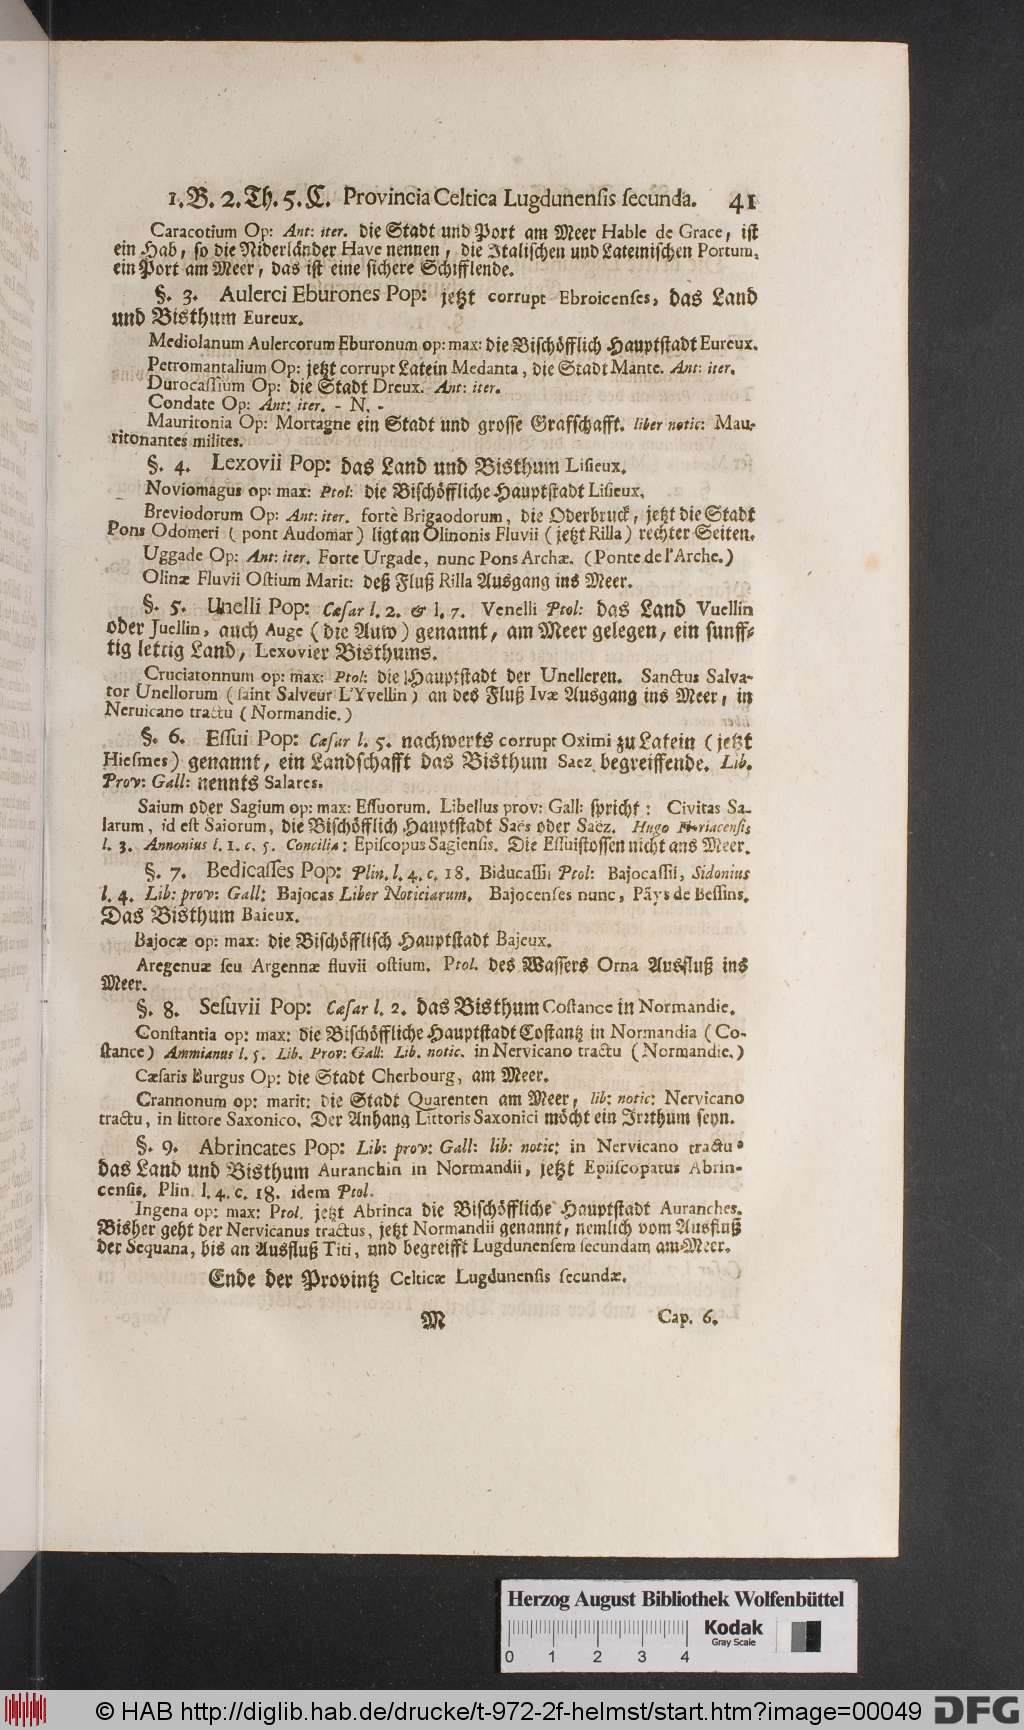 1. B. 2. Th. 5. C. Provincia Celtica Lugdunensis secunda. 41
Caracotium Op: Ant: iter. die Stadt und Port am Meer Hable de Grace, ist
ein Hab, so die Niderländer Have nennen, die Italischen und Lateinischen Portum,
ein Port am Meer, das ist eine sichere Schifflende.
§. 3. Aulerci Eburones Pop: jetzt corrupt Ebroicenses, das Land
und Bisthum Eureux.
Mediolanum Aulercorum Eburonum op: max: die Bischöfflich Hauptstadt Eureux.
Petromantalium Op: jetzt corrupt Latein Medanta, die Stadt Mante. Ant: iter.
Durocassium Op: die Stadt Dreux. Ant: iter.
Condate Op: Ant: iter. - N. -
Mauritonia Op: Mortagne ein Stadt und grosse Grafschafft. liber notic: Mau-
ritonantes milites.
§. 4. Lexovii Pop: das Land und Bisthum Lisieux.
Noviomagus op: max: Ptol: die Bischöffliche Hauptstadt Lisieux.
Breviodorum Op: Ant: iter. fortè Brigaodorum, die Oderbruck, jetzt die Stadt
Pons Odomeri (pont Audomar) ligt an Olinonis Fluvii (jetzt Rilla) rechter Seiten.
Uggade Op: Ant: iter. Forte Urgade, nunc Pons Archæ. (Ponte de l'Arche.)
Olinæ Fluvii Ostium Marit: deß Fluß Rilla Ausgang ins Meer.
§. 5. Unelli Pop: Cæsar l. 2. & l. 7. Venelli Ptol: das Land Vuellin
oder Juellin, auch Auge (die Auw) genannt, am Meer gelegen, ein sunff-
tig lettig Land, Lexovier Bisthums.
Cruciatonnum op: max: Ptol: die Hauptstadt der Unelleren. Sanctus Salva-
tor Unellorum (saint Salveur L'Yvellin) an des Fluß Ivæ Ausgang ins Meer, in
Nervicano tractu (Normandie.)
§. 6. Essui Pop: Cæsar l. 5. nachwerts corrupt Oximi zu Latein (jetzt
Hiesmes) genannt, ein Landschafft das Bisthum Saez begreiffende. Lib.
Prov: Gall: nennts Salares.
Saium oder Sagium op: max: Essuorum. Libellus prov: Gall: spricht: Civitas Sa-
larum, id est Saiorum, die Bischöfflich Hauptstadt Saës oder Saëz. Hugo
l. 3. Annonius l. 1. c. 5. Concilia: Episcopus Sagiensis. Die Essui stossen nicht ans Meer.
§. 7. Bedicasses Pop: Plin. l. 4. c. 18. Biducassii Ptol: Bajocassii, Sidonius
l. 4. Lib: prov: Gall: Bajocas Liber Noticiarum. Bajocenses nunc, Päys de Bessins.
Das Bisthum Baieux.
Bajocæ op: max: die Bischöfflisch Hauptstadt Bajeux.
Aregenuæ seu Argennæ fluvii ostium. Ptol. des Wassers Orna Ausfluß ins
Meer.
§. 8. Sesuvii Pop: Cæsar l. 2. das Bisthum Costance in Normandie.
Constantia op: max: die Bischöffliche Hauptstadt Costantz in Normandia (Co-
stance) Ammianus l. 5. Lib. Prov: Gall: Lib. notic. in Nervicano tractu (Normandie.)
Cæsaris Burgus Op: die Stadt Cherbourg, am Meer.
Crannonum op: marit: die Stadt Quarenten am Meer, lib: notic: Nervicano
tractu, in littore Saxonico. Der Anhang Littoris Saxonici möcht ein Irrthum seyn.
§. 9. Abrincates Pop: Lib: prov: Gall: lib: notic: in Nervicano tractu
das Land und Bisthum Auranchin in Normandii, jetzt Episcopatus Abrin-
censis. Plin. l. 4. c. 18. idem Ptol.
Ingena op: max: Ptol. jetzt Abrinca die Bischöffliche Hauptstadt Auranches.
Bisher geht der Nervicanus tractus, jetzt Normandii genannt, nemlich vom Ausfluß
der Sequana, bis an Ausfluß Titi, und begreifft Lugdunensem secundam am Meer.
Ende der Provintz Celticæ Lugdunensis secundæ.
M Cap. 6.
Herzog August Bibliothek Wolfenbüttel
Kodak
Gray Scale
0 1 2 3 4
© HAB http://diglib.hab.de/drucke/t-972-2f-helmst/start.htm?image=00049 DFG